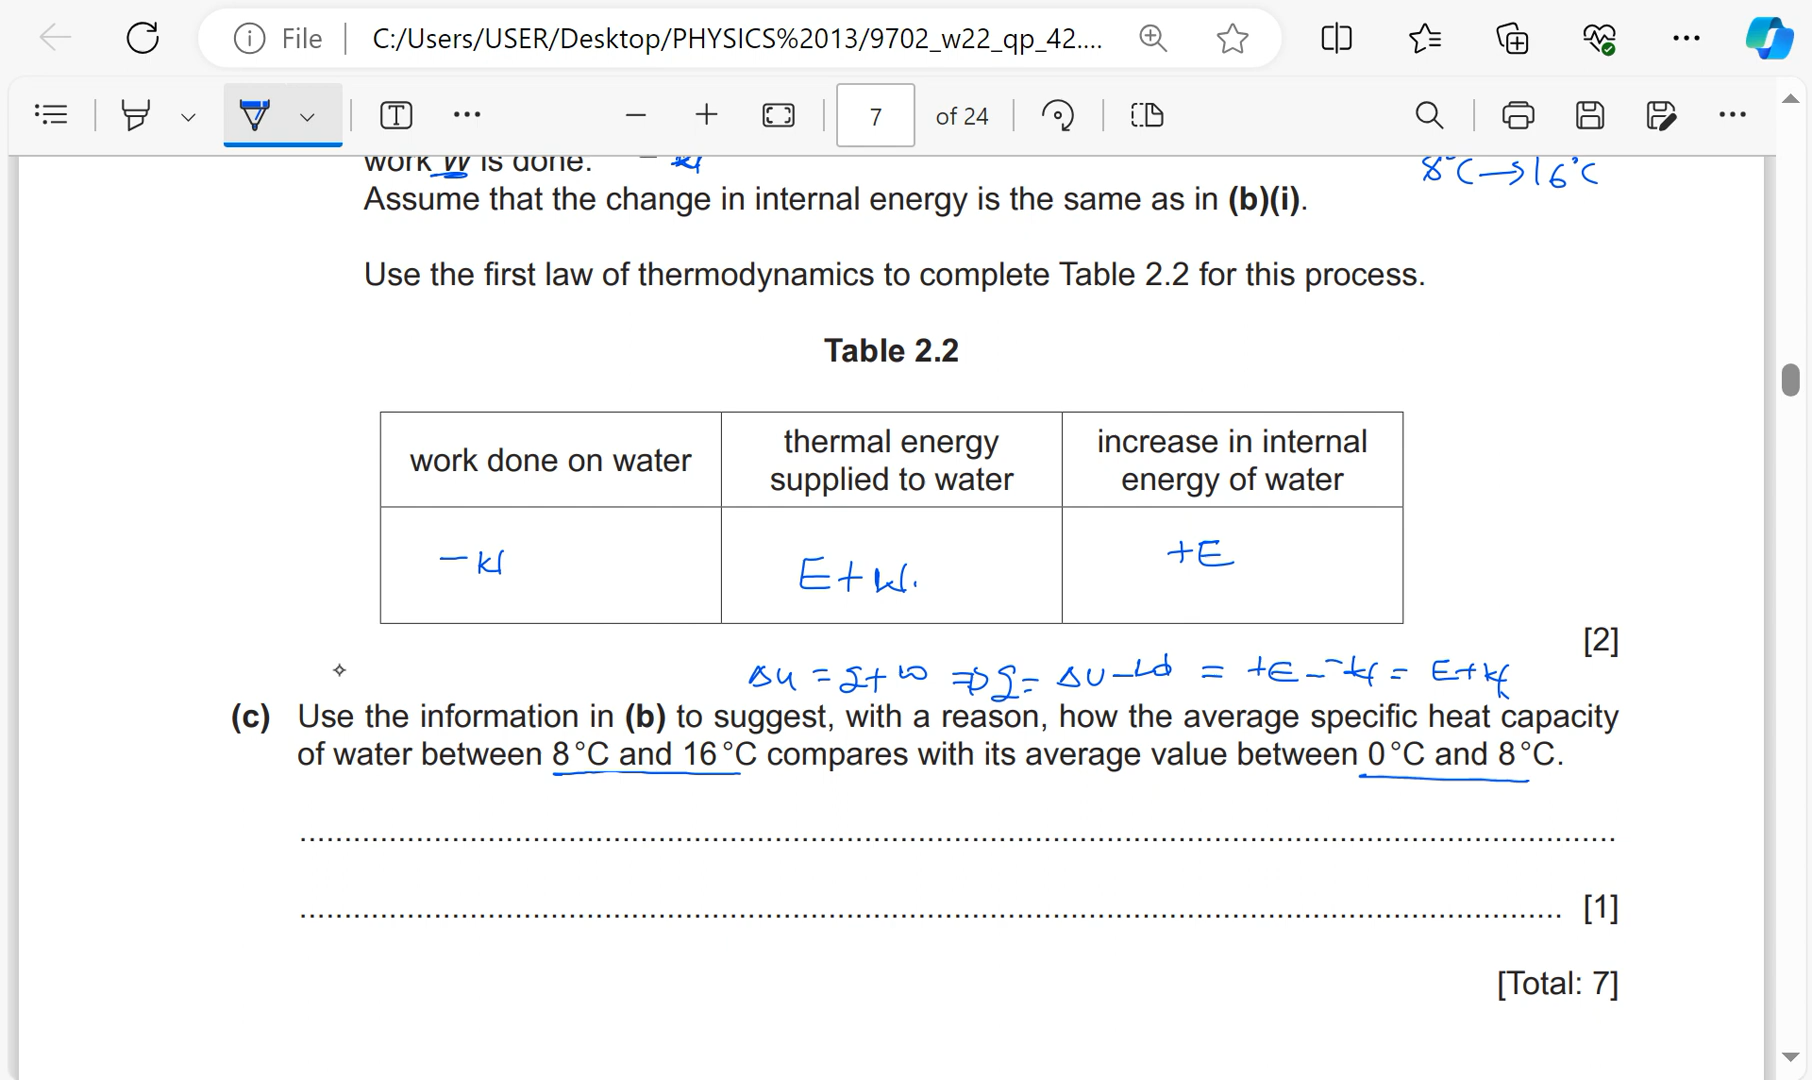 File C:/Users/USER/Desktop/PHYSICS%2013/9702_w22_qp_42....
7 of 24
work W is done.
8°C→16°C
Assume that the change in internal energy is the same as in (b)(i).
Use the first law of thermodynamics to complete Table 2.2 for this process.
Table 2.2
work done on water
thermal energy supplied to water
increase in internal energy of water
-W
E+W.
+E
[2]
Δu = q+w ⇒ q = ΔU-W = +E--W = E+W
(c) Use the information in (b) to suggest, with a reason, how the average specific heat capacity
of water between 8°C and 16°C compares with its average value between 0°C and 8°C.
[1]
[Total: 7]